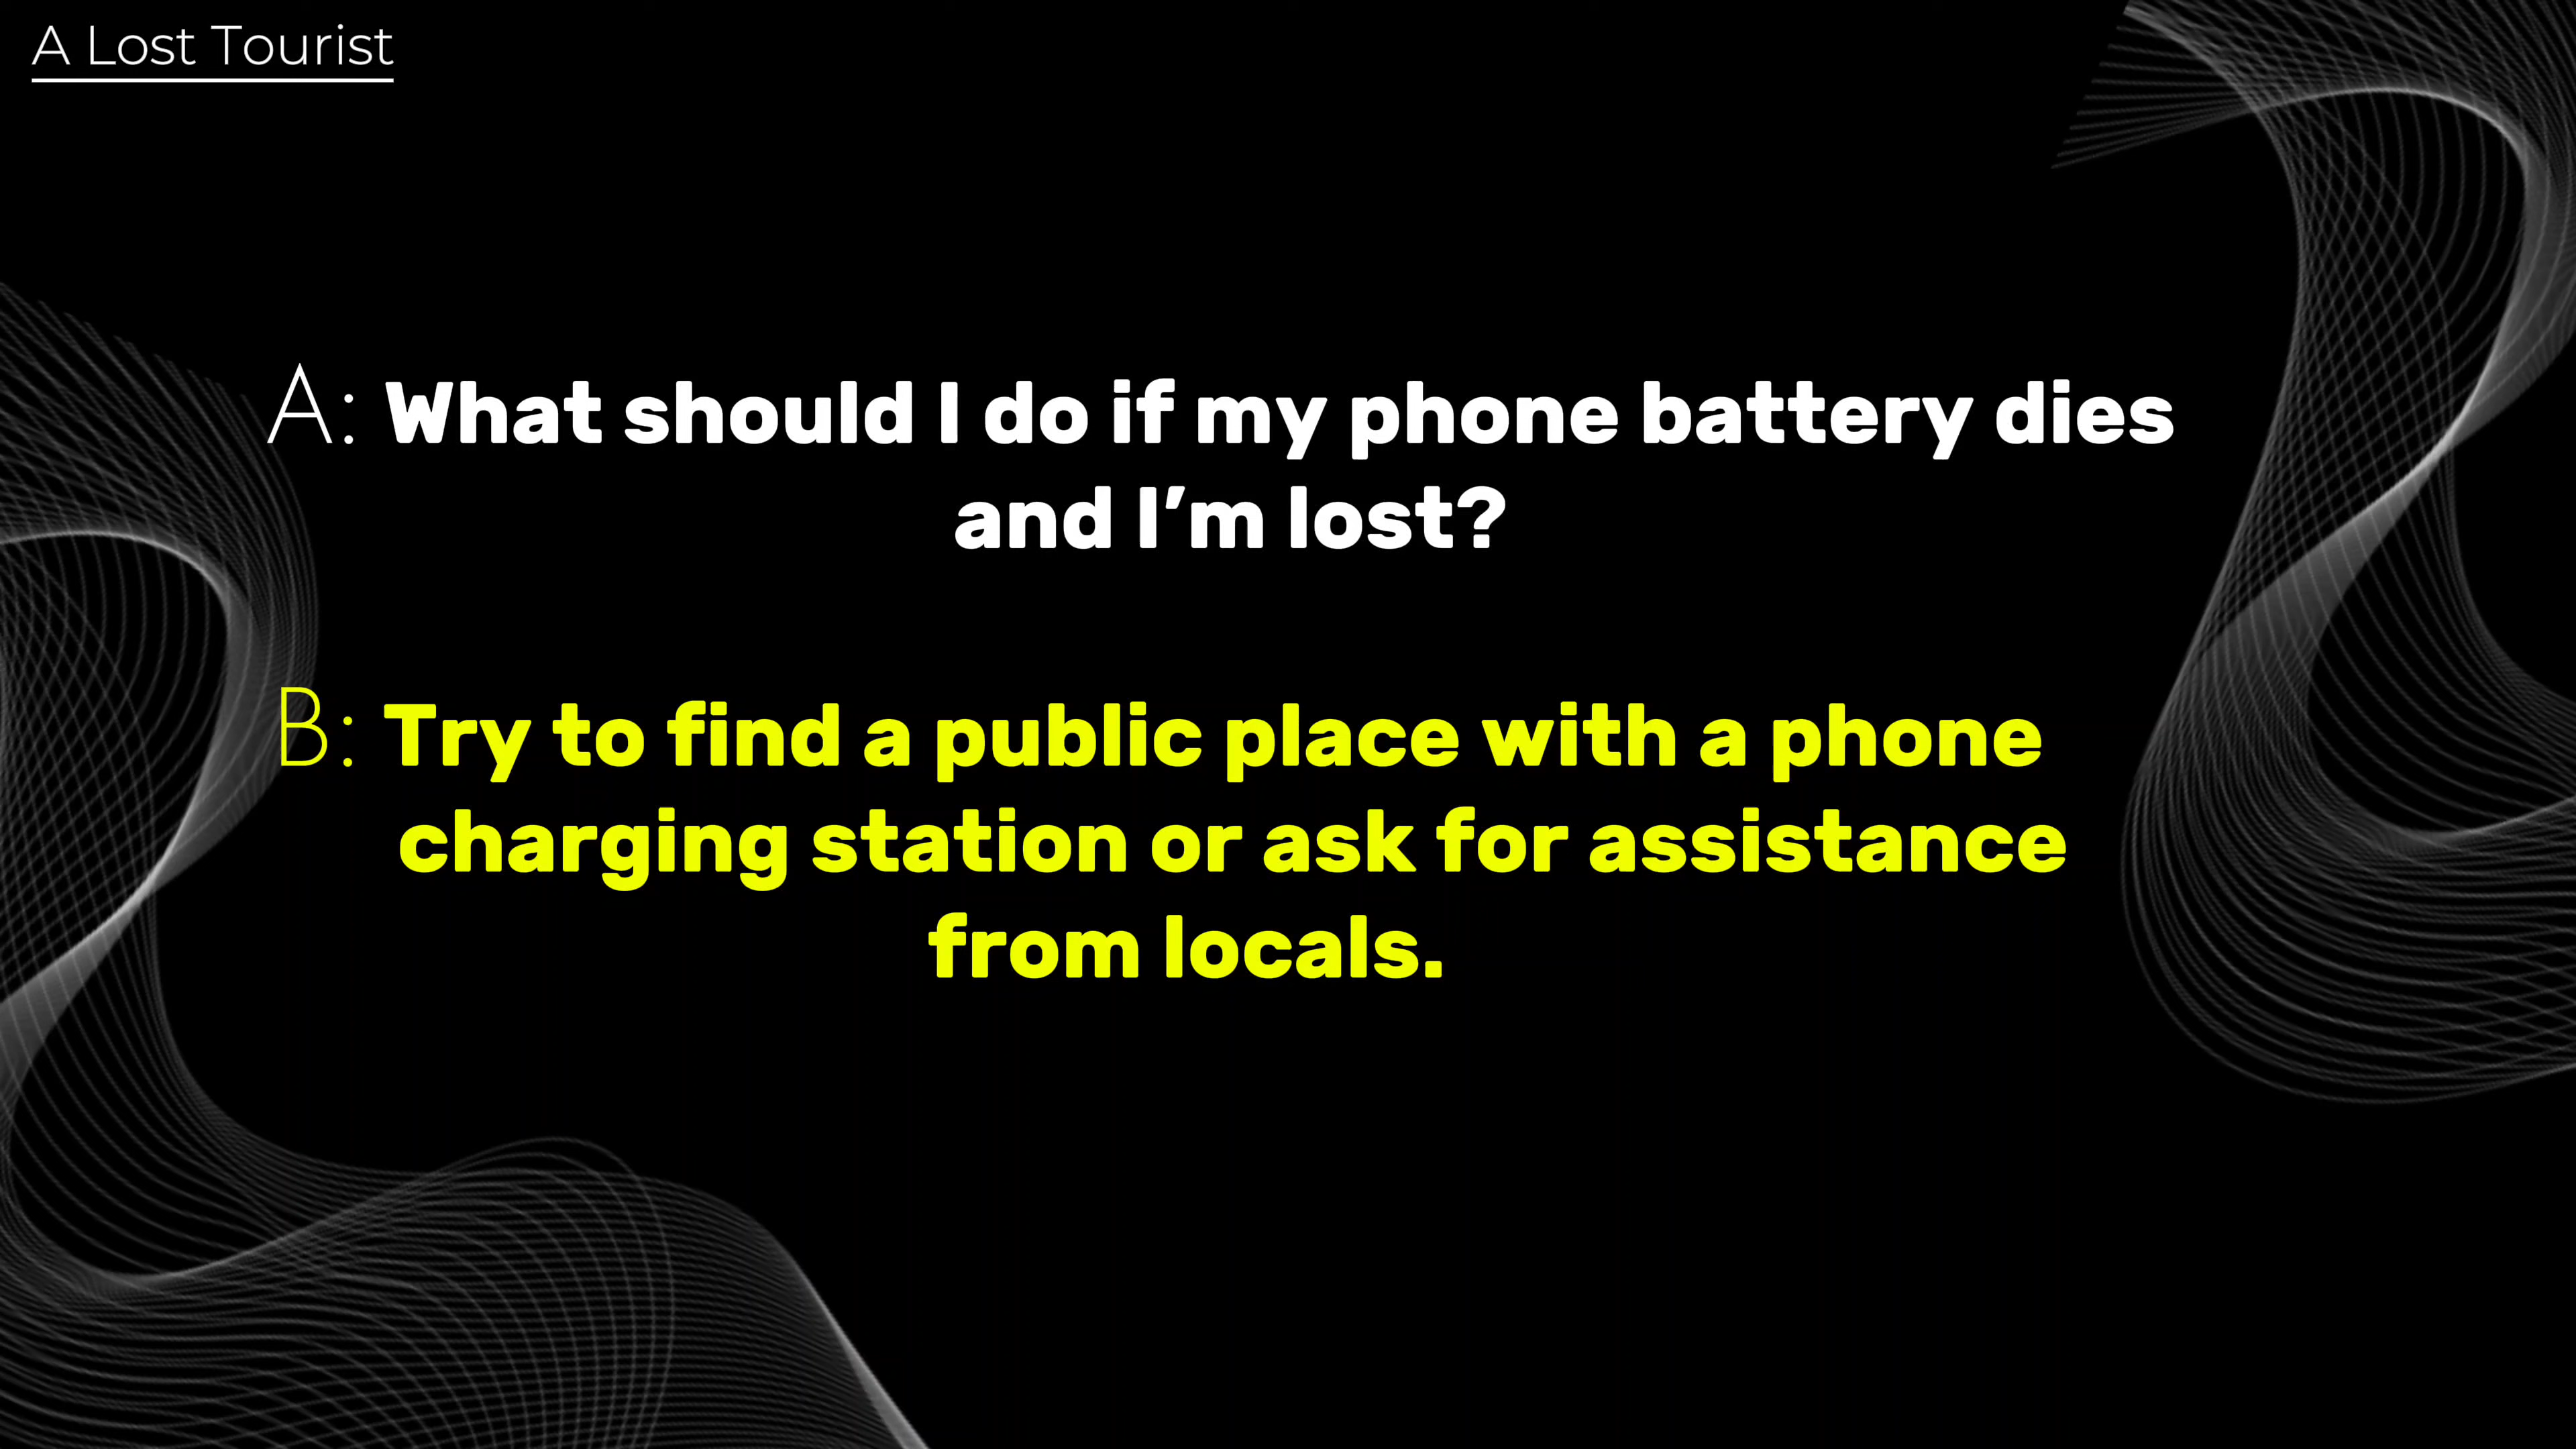 A Lost Tourist
A: What should I do if my phone battery dies
and I’m lost?
B: Try to find a public place with a phone
charging station or ask for assistance
from locals.